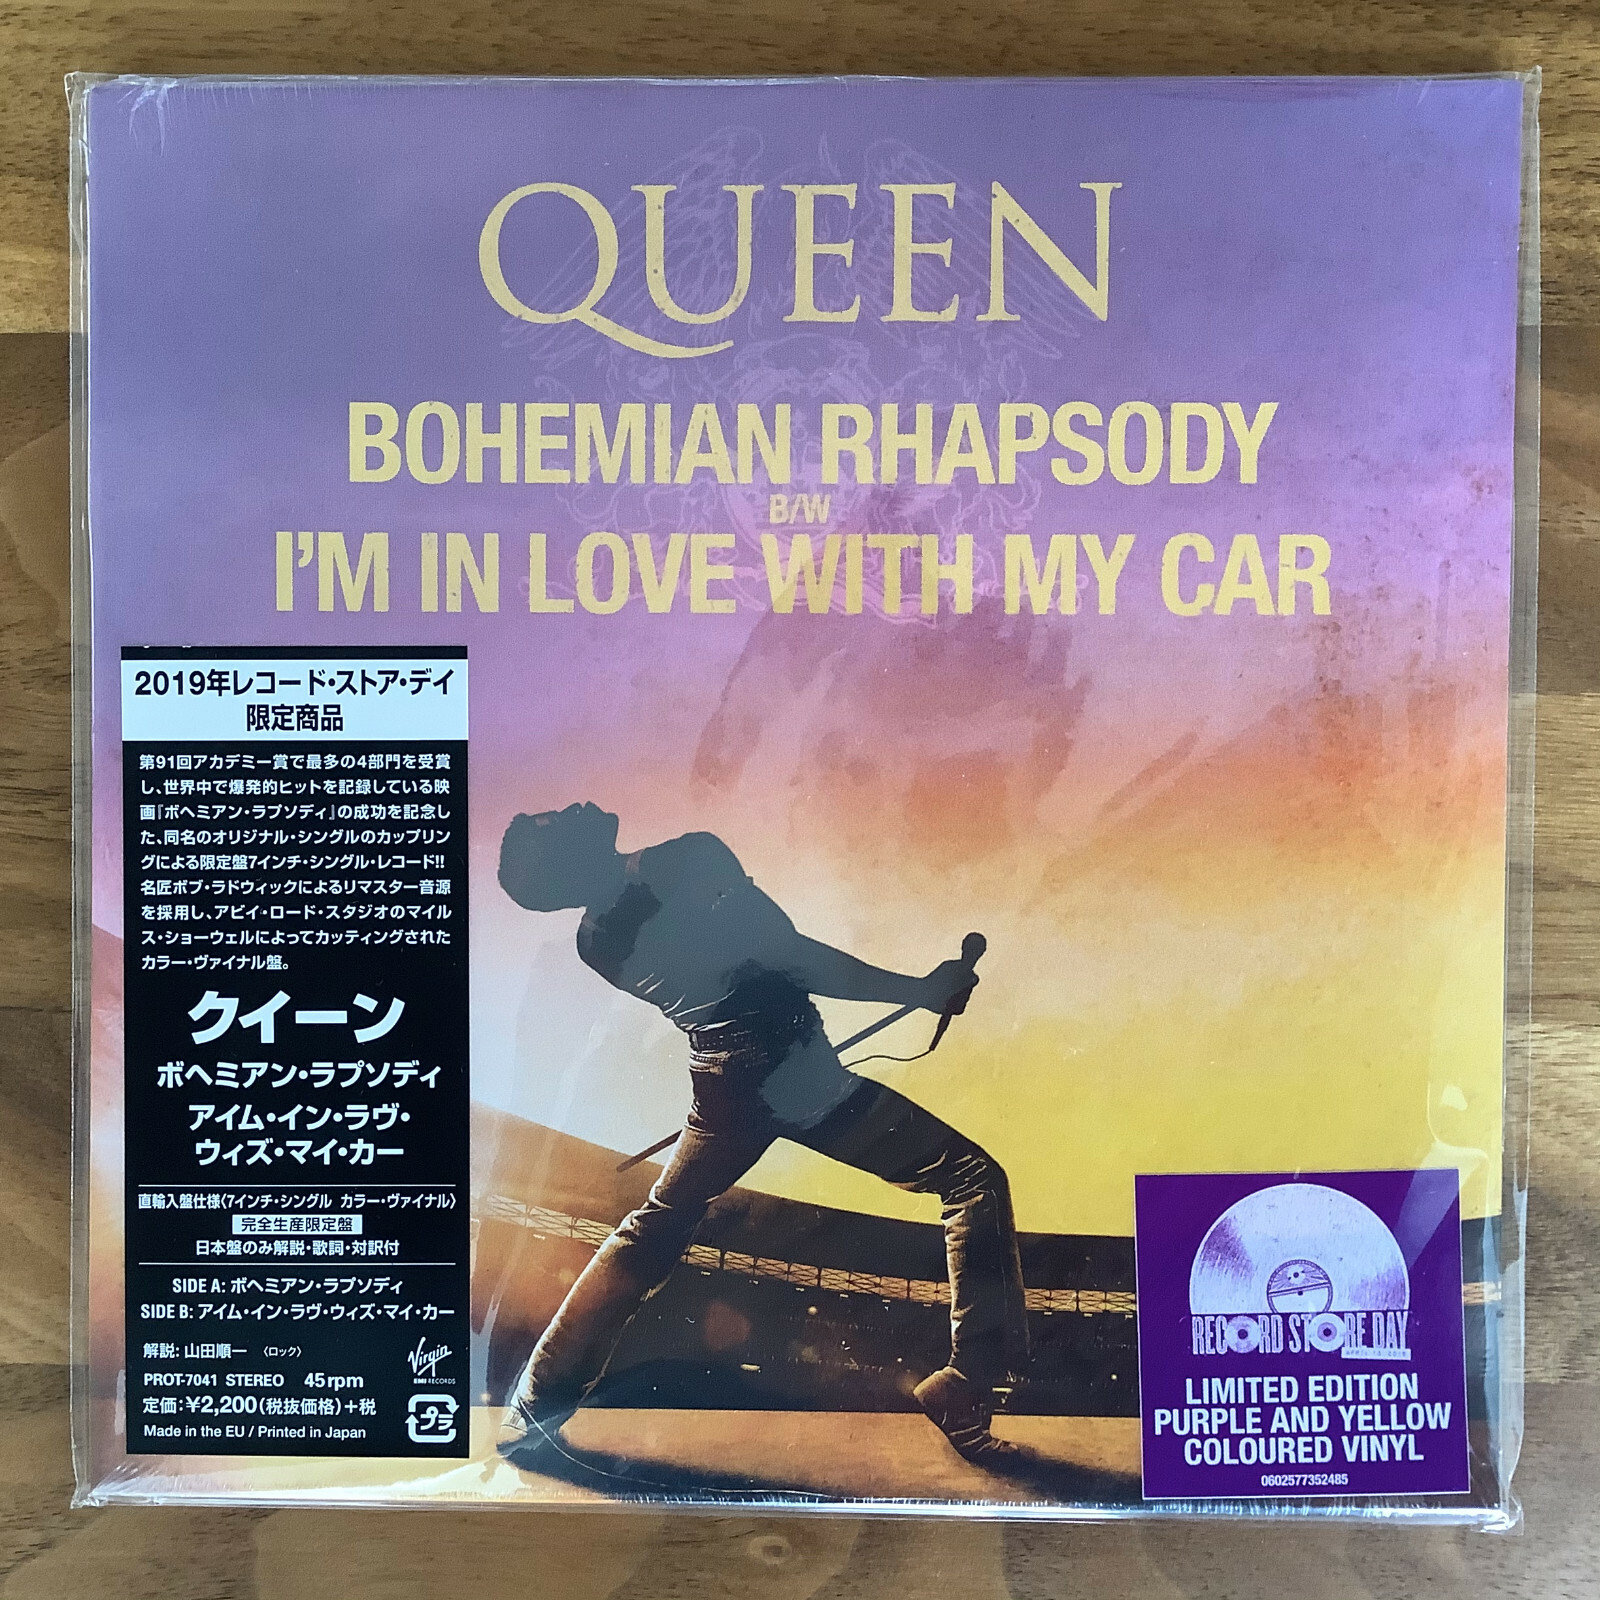 QUEEN
BOHEMIAN RHAPSODY
B/W
I'M IN LOVE WITH MY CAR
2019年レコード・ストア・デイ
限定商品
第91回アカデミー賞で最多の4部門を受賞
し、世界中で爆発的ヒットを記録している映
画『ボヘミアン・ラプソディ』の成功を記念し
た、同名のオリジナル・シングルのカップリン
グによる限定盤7インチ・シングル・レコード!!
名匠ボブ・ラドウィックによるリマスター音源
を採用し、アビイ・ロード・スタジオのマイル
ス・ショーウェルによってカッティングされた
カラー・ヴァイナル盤。
クイーン
ボヘミアン・ラプソディ
アイム・イン・ラヴ・
ウィズ・マイ・カー
直輸入盤仕様〈7インチ・シングル カラー・ヴァイナル〉
完全生産限定盤
日本盤のみ解説・歌詞・対訳付
SIDE A: ボヘミアン・ラプソディ
SIDE B: アイム・イン・ラヴ・ウィズ・マイ・カー
解説: 山田順一 〈ロック〉
Virgin
EMI RECORDS
PROT-7041 STEREO 45rpm
定価:¥2,200(税抜価格)+税
プラ
Made in the EU / Printed in Japan
RECORD STORE DAY
LIMITED EDITION
PURPLE AND YELLOW
COLOURED VINYL
0602577352485